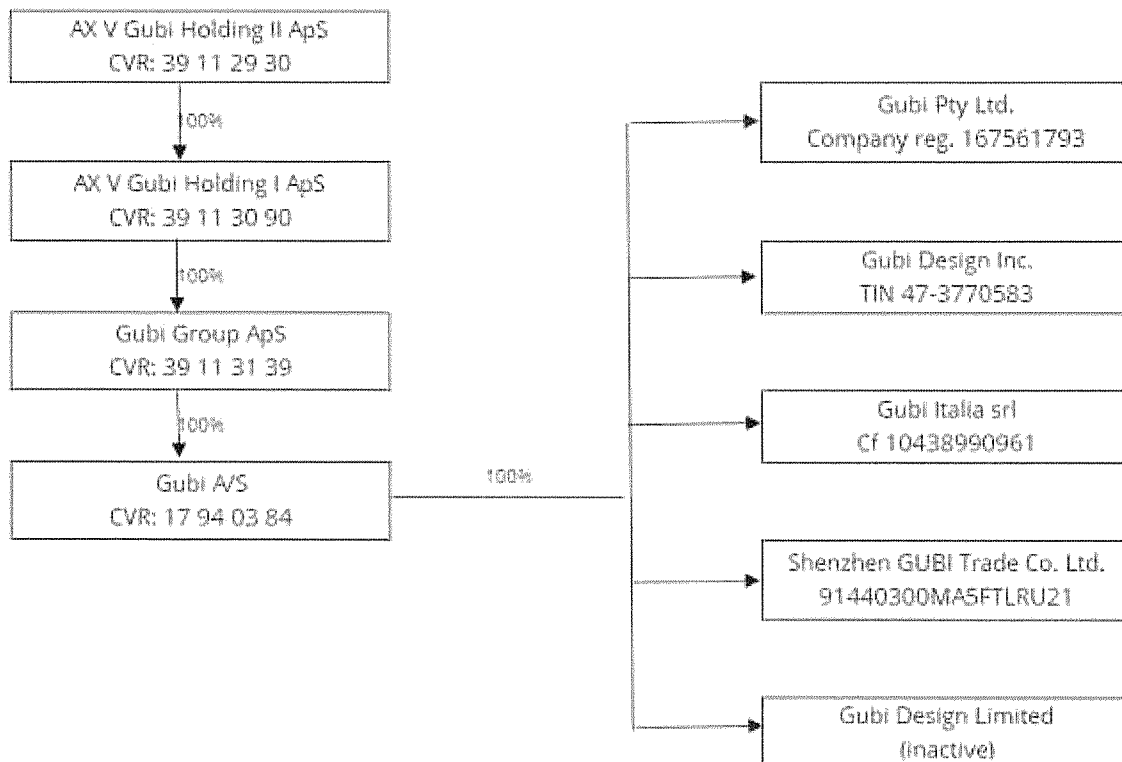 AX V Gubi Holding II ApS
CVR: 39 11 29 30
100%
AX V Gubi Holding I ApS
CVR: 39 11 30 90
100%
Gubi Group ApS
CVR: 39 11 31 39
100%
Gubi A/S
CVR: 17 94 03 84
100%
Gubi Pty Ltd.
Company reg. 167561793
Gubi Design Inc.
TIN 47-3770583
Gubi Italia srl
Cf 10438990961
Shenzhen GUBI Trade Co. Ltd.
91440300MA5FTLRU21
Gubi Design Limited
(inactive)